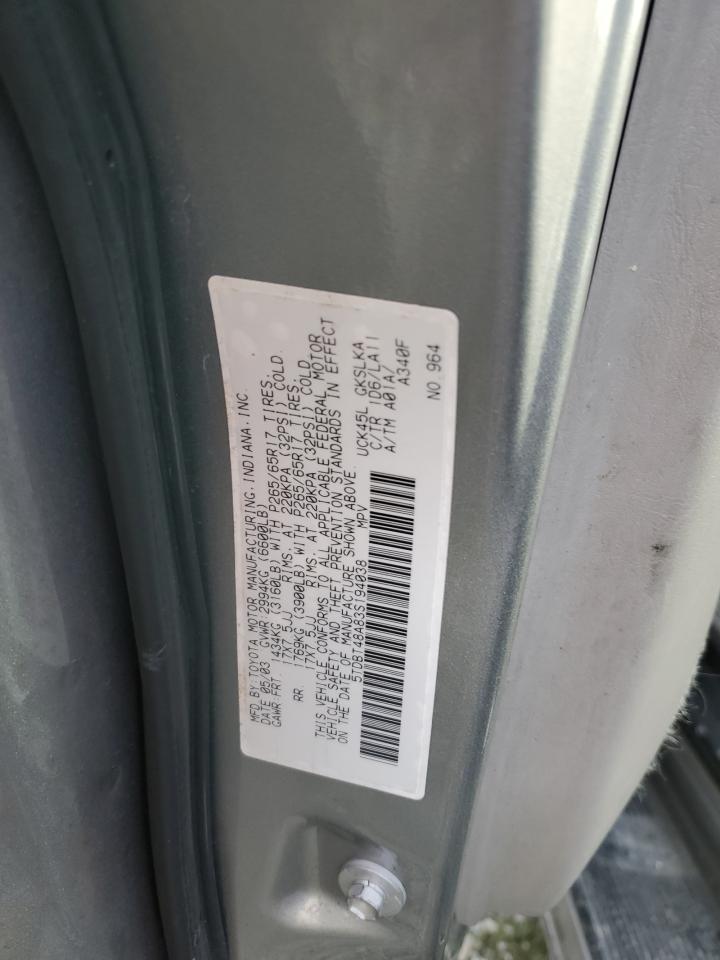 MFD. BY: TOYOTA MOTOR MANUFACTURING, INDIANA, INC.
DATE 05/03 GVWR 2994KG (6600LB)
GAWR FRT. 1434KG (3160LB) WITH P265/65R17 TIRES.
17X7.5JJ RIMS. AT 220KPA (32PSI) COLD.
RR. 1769KG (3900LB) WITH P265/65R17 TIRES.
17X7.5JJ RIMS. AT 220KPA (32PSI) COLD.
THIS VEHICLE CONFORMS TO ALL APPLICABLE FEDERAL MOTOR
VEHICLE SAFETY AND THEFT PREVENTION STANDARDS IN EFFECT
ON THE DATE OF MANUFACTURE SHOWN ABOVE.
5TDBT48A83S194038 MPV
UCK45L GKSLKA
C/TR 1D6/LA11
A/TM A01A/
A340F
NO. 964